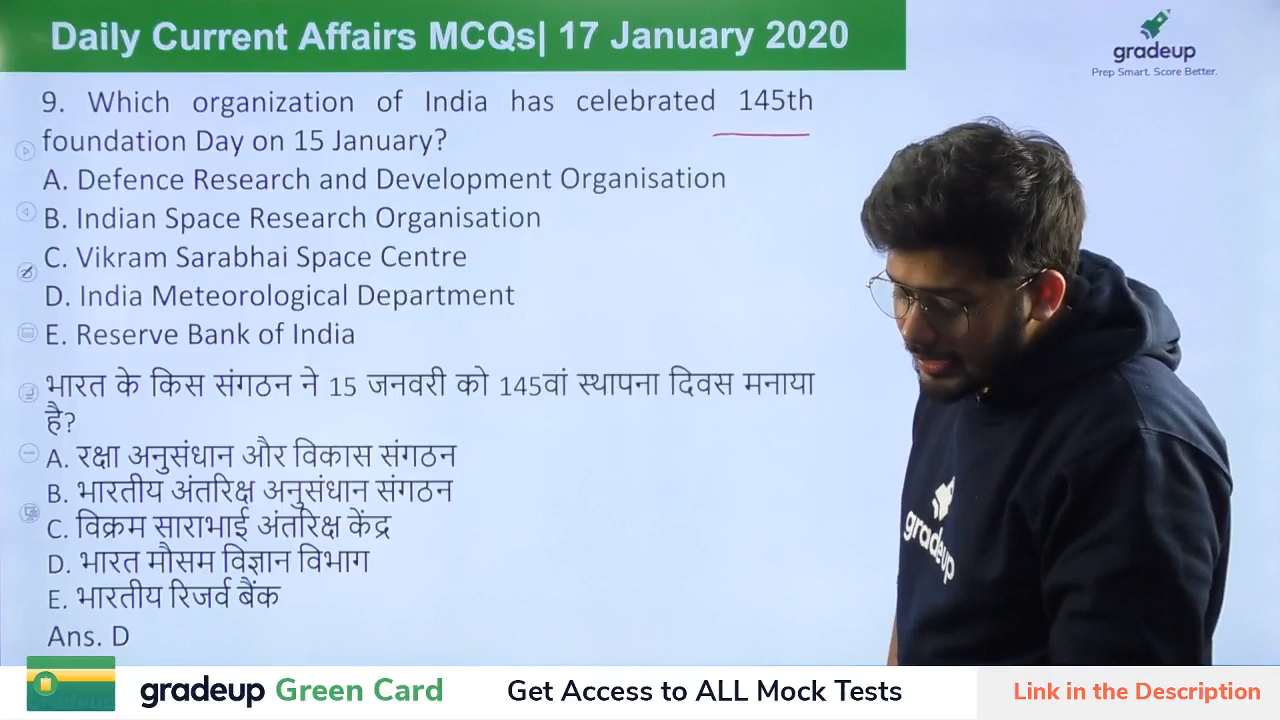 Daily Current Affairs MCQs| 17 January 2020
gradeup
Prep Smart. Score Better.
9. Which organization of India has celebrated 145th
foundation Day on 15 January?
A. Defence Research and Development Organisation
B. Indian Space Research Organisation
C. Vikram Sarabhai Space Centre
D. India Meteorological Department
E. Reserve Bank of India
भारत के किस संगठन ने 15 जनवरी को 145वां स्थापना दिवस मनाया
है?
A. रक्षा अनुसंधान और विकास संगठन
B. भारतीय अंतरिक्ष अनुसंधान संगठन
C. विक्रम साराभाई अंतरिक्ष केंद्र
D. भारत मौसम विज्ञान विभाग
E. भारतीय रिजर्व बैंक
Ans. D
gradeup
gradeup Green Card
Get Access to ALL Mock Tests
Link in the Description